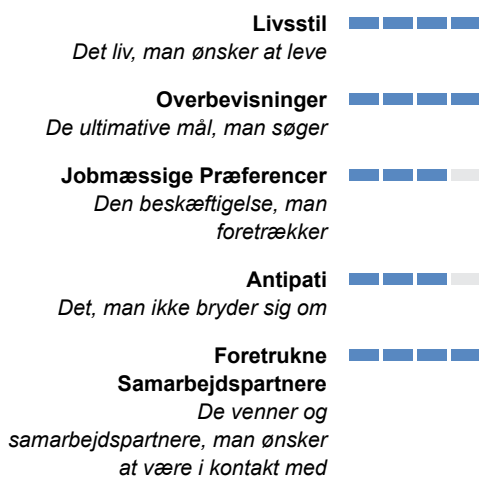 Livsstil
Det liv, man ønsker at leve
Overbevisninger
De ultimative mål, man søger
Jobmæssige Præferencer
Den beskæftigelse, man
foretrækker
Antipati
Det, man ikke bryder sig om
Foretrukne
Samarbejdspartnere
De venner og
samarbejdspartnere, man ønsker
at være i kontakt med